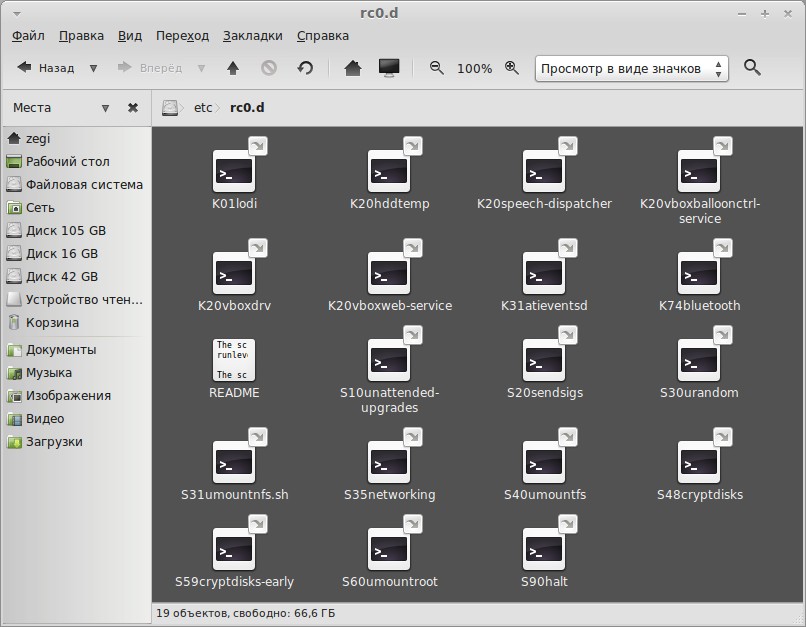 rc0.d
Файл Правка Вид Переход Закладки Справка
Назад Вперёд 100% Просмотр в виде значков
Места
etc rc0.d
zegi
Рабочий стол
Файловая система
Сеть
Диск 105 GB
Диск 16 GB
Диск 42 GB
Устройство чтен...
Корзина
Документы
Музыка
Изображения
Видео
Загрузки
K01lodi
K20hddtemp
K20speech-dispatcher
K20vboxballoonctrl-
service
K20vboxdrv
K20vboxweb-service
K31atieventsd
K74bluetooth
The sc
runlev
The sc
README
S10unattended-
upgrades
S20sendsigs
S30urandom
S31umountnfs.sh
S35networking
S40umountfs
S48cryptdisks
S59cryptdisks-early
S60umountroot
S90halt
19 объектов, свободно: 66,6 ГБ